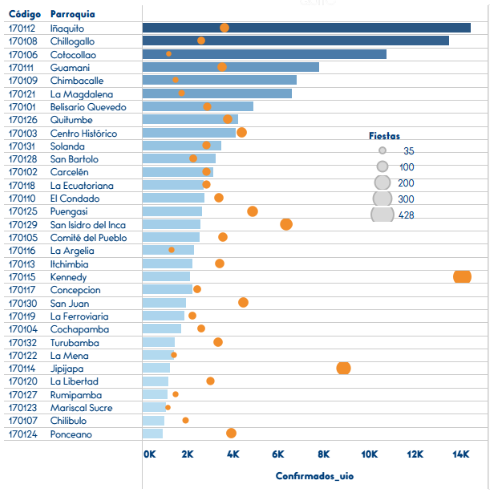 Código Parroquia
170112 Iñaquito
170108 Chillogallo
170106 Cotocollao
170111 Guamaní
170109 Chimbacalle
170121 La Magdalena
170101 Belisario Quevedo
170126 Quitumbe
170103 Centro Histórico
170131 Solanda
170128 San Bartolo
170102 Carcelén
170118 La Ecuatoriana
170110 El Condado
170125 Puengasi
170129 San Isidro del Inca
170105 Comité del Pueblo
170116 La Argelia
170113 Itchimbia
170115 Kennedy
170117 Concepcion
170130 San Juan
170119 La Ferroviaria
170104 Cochapamba
170132 Turubamba
170122 La Mena
170114 Jipijapa
170120 La Libertad
170127 Rumipamba
170123 Mariscal Sucre
170107 Chilibulo
170124 Ponceano
Fiestas
35
100
200
300
428
0K 2K 4K 6K 8K 10K 12K 14K
Confirmados_uio